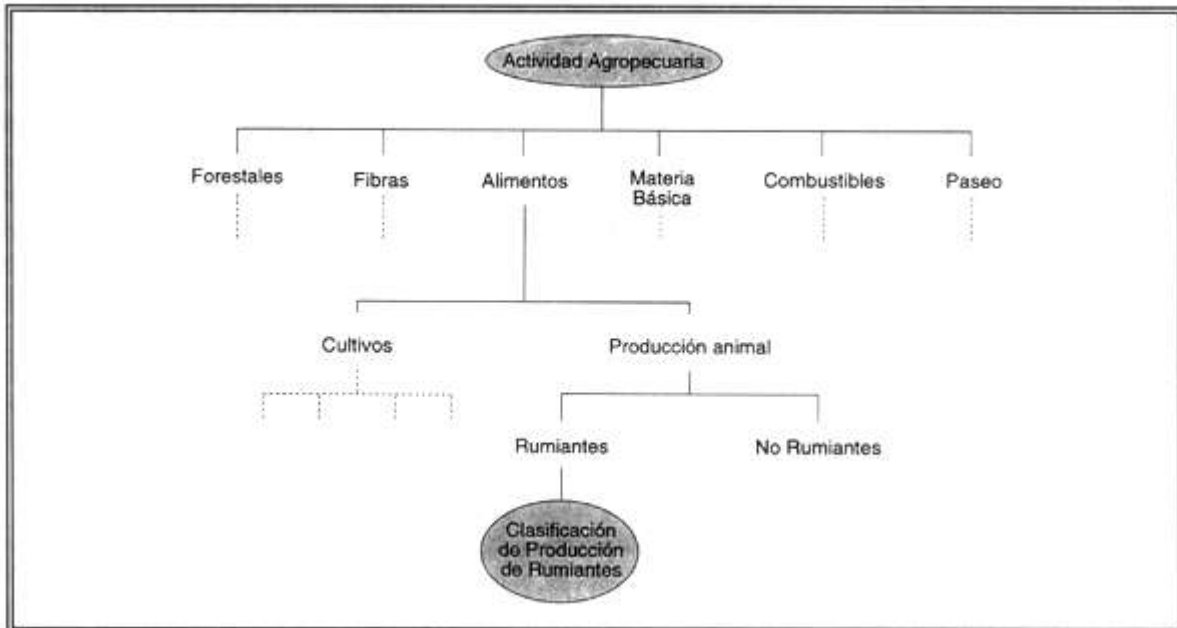 Actividad Agropecuaria
Forestales
Fibras
Alimentos
Materia
Básica
Combustibles
Paseo
Cultivos
Producción animal
Rumiantes
No Rumiantes
Clasificación
de Producción
de Rumiantes